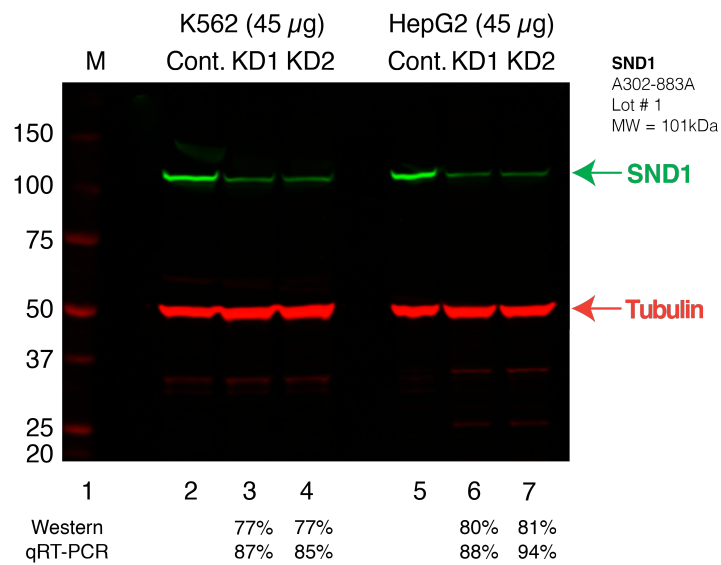 K562 (45 µg) HepG2 (45 µg)
M Cont. KD1 KD2 Cont. KD1 KD2
SND1
A302-883A
Lot # 1
MW = 101kDa
150
100
SND1
75
50
Tubulin
37
25
20
1 2 3 4 5 6 7
Western 77% 77% 80% 81%
qRT-PCR 87% 85% 88% 94%